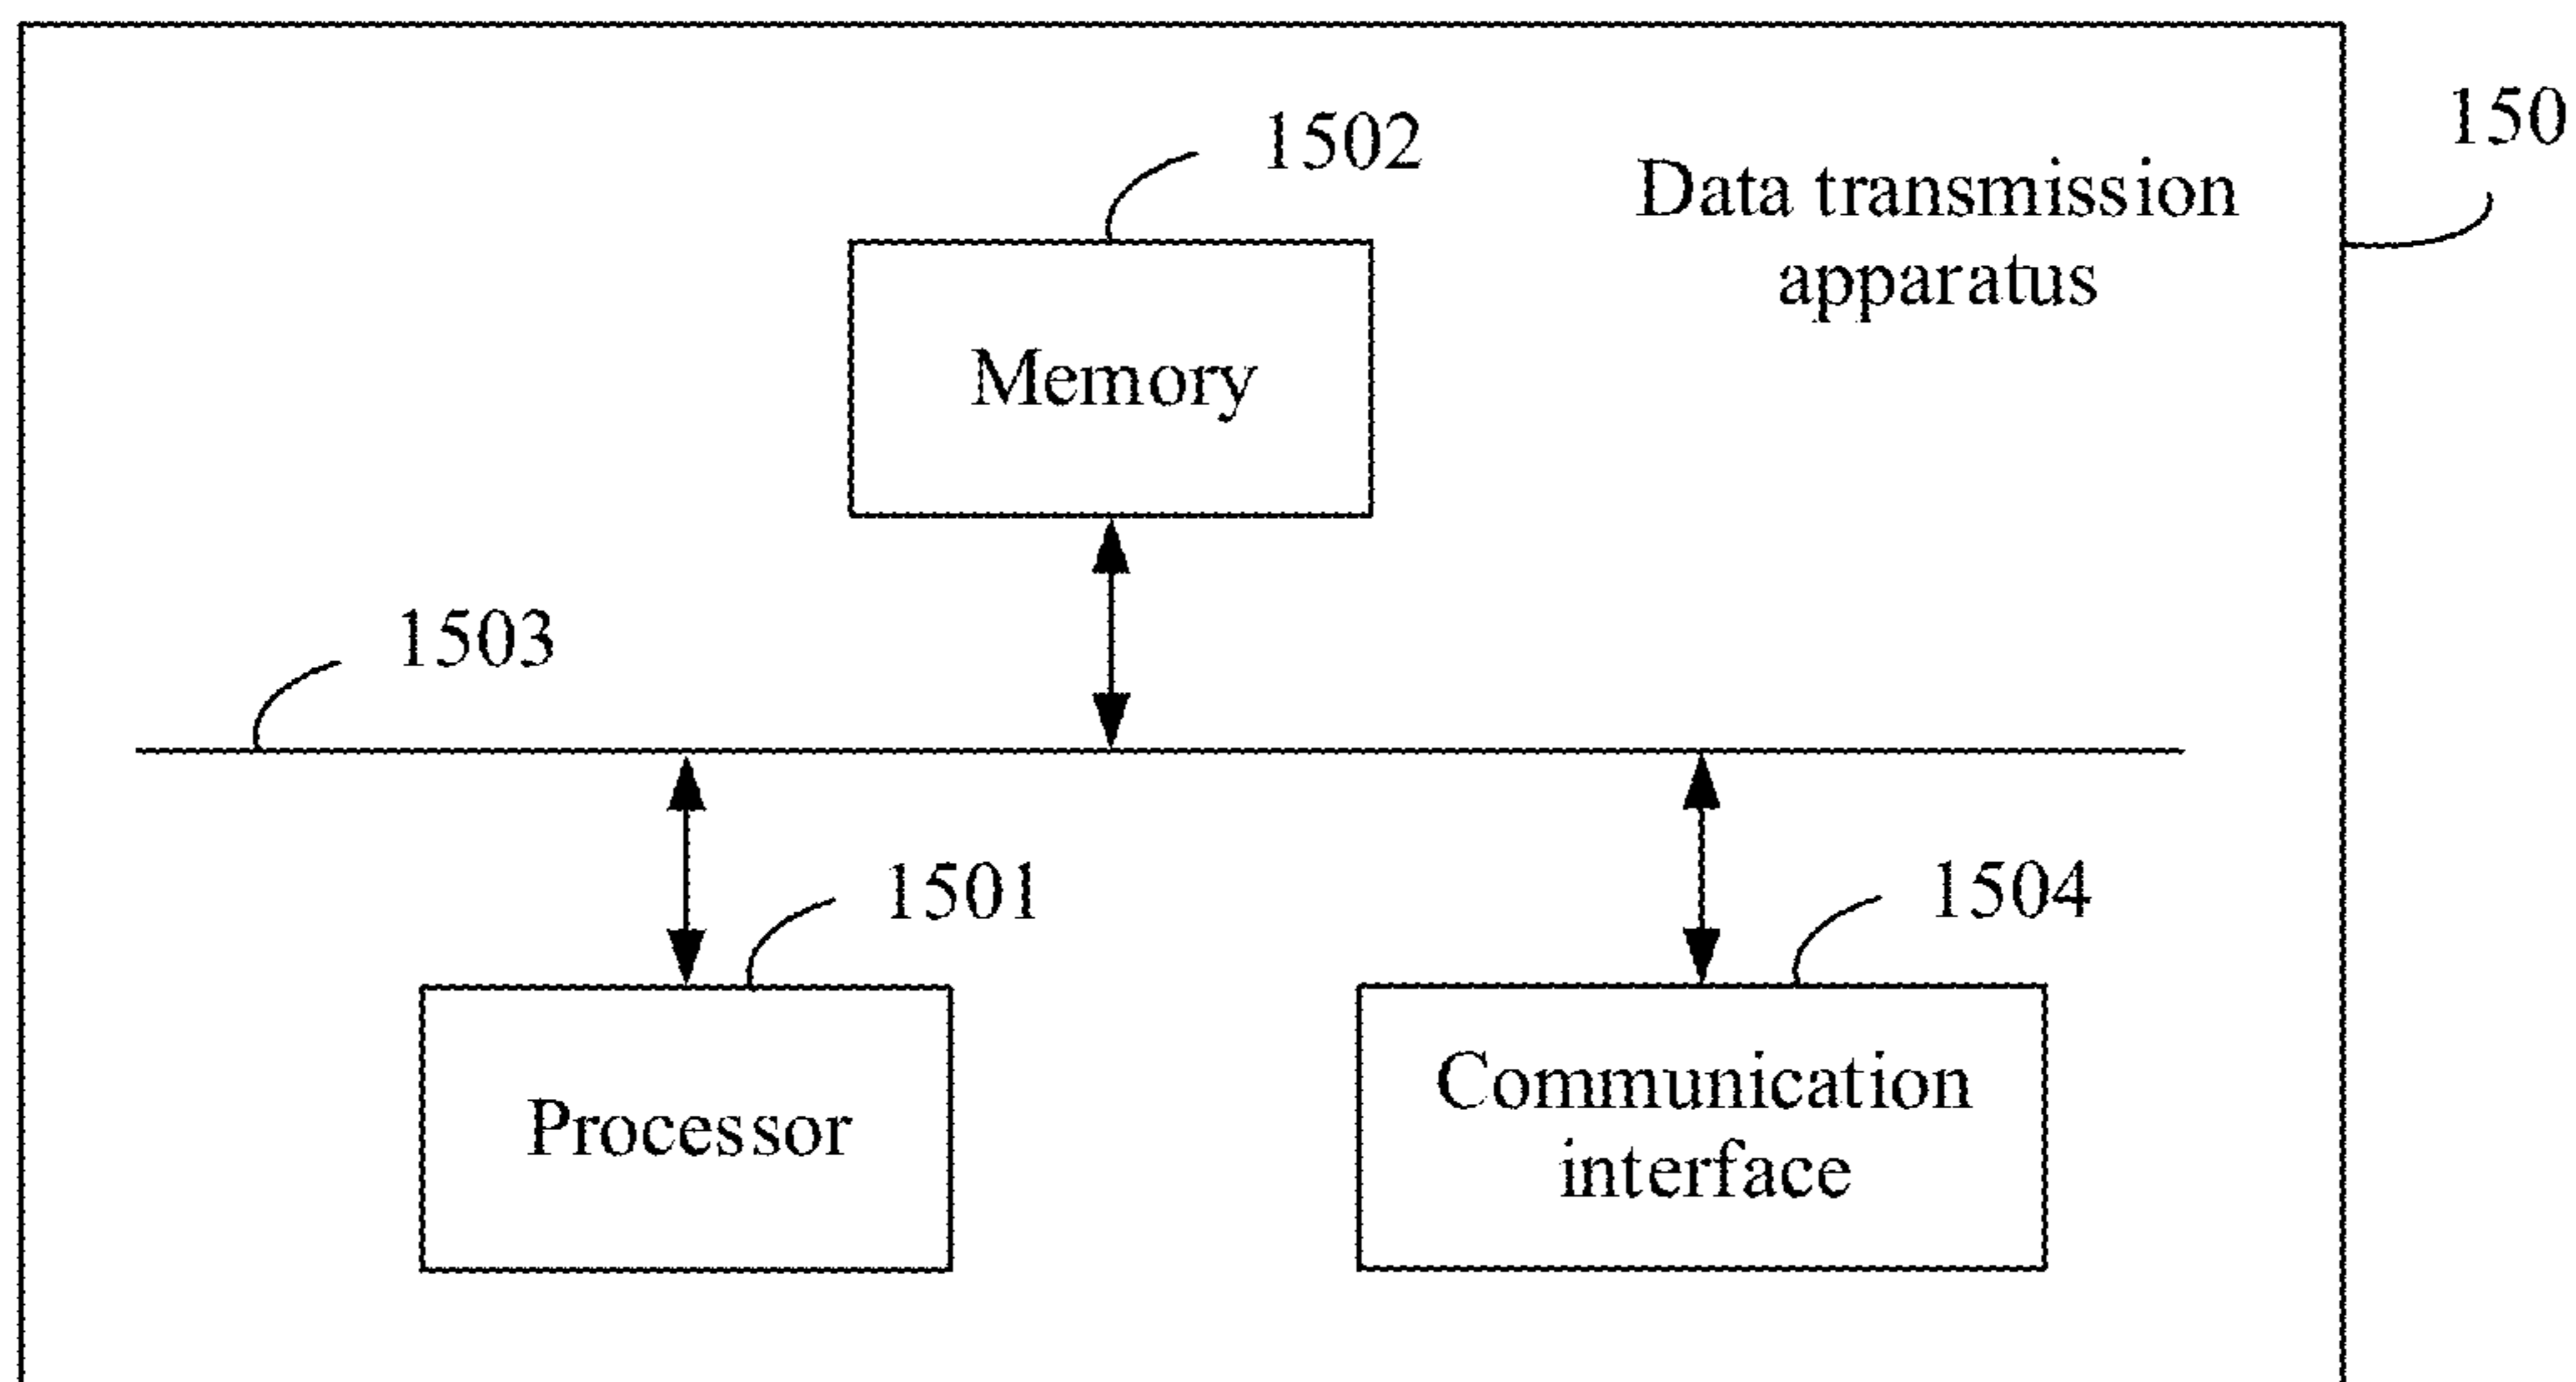 150
1502
Data transmission
apparatus
Memory
1503
1501
1504
Processor
Communication
interface